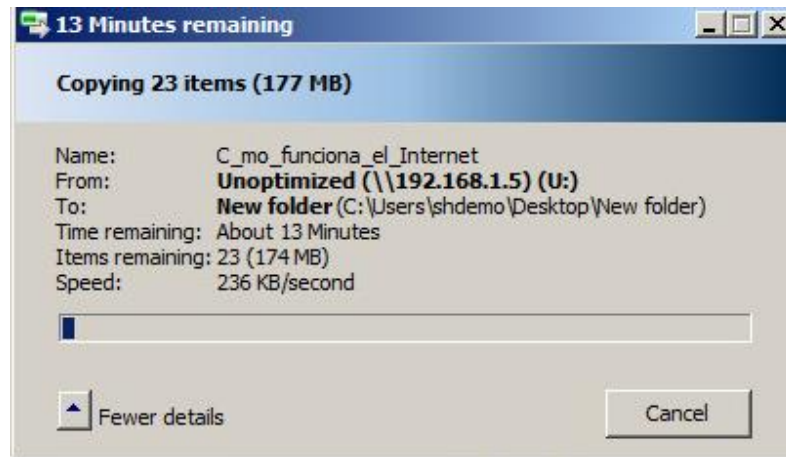 13 Minutes remaining
Copying 23 items (177 MB)
Name: C_mo_funciona_el_Internet
From: Unoptimized (\\192.168.1.5) (U:)
To: New folder (C:\Users\shdemo\Desktop\New folder)
Time remaining: About 13 Minutes
Items remaining: 23 (174 MB)
Speed: 236 KB/second
Fewer details
Cancel